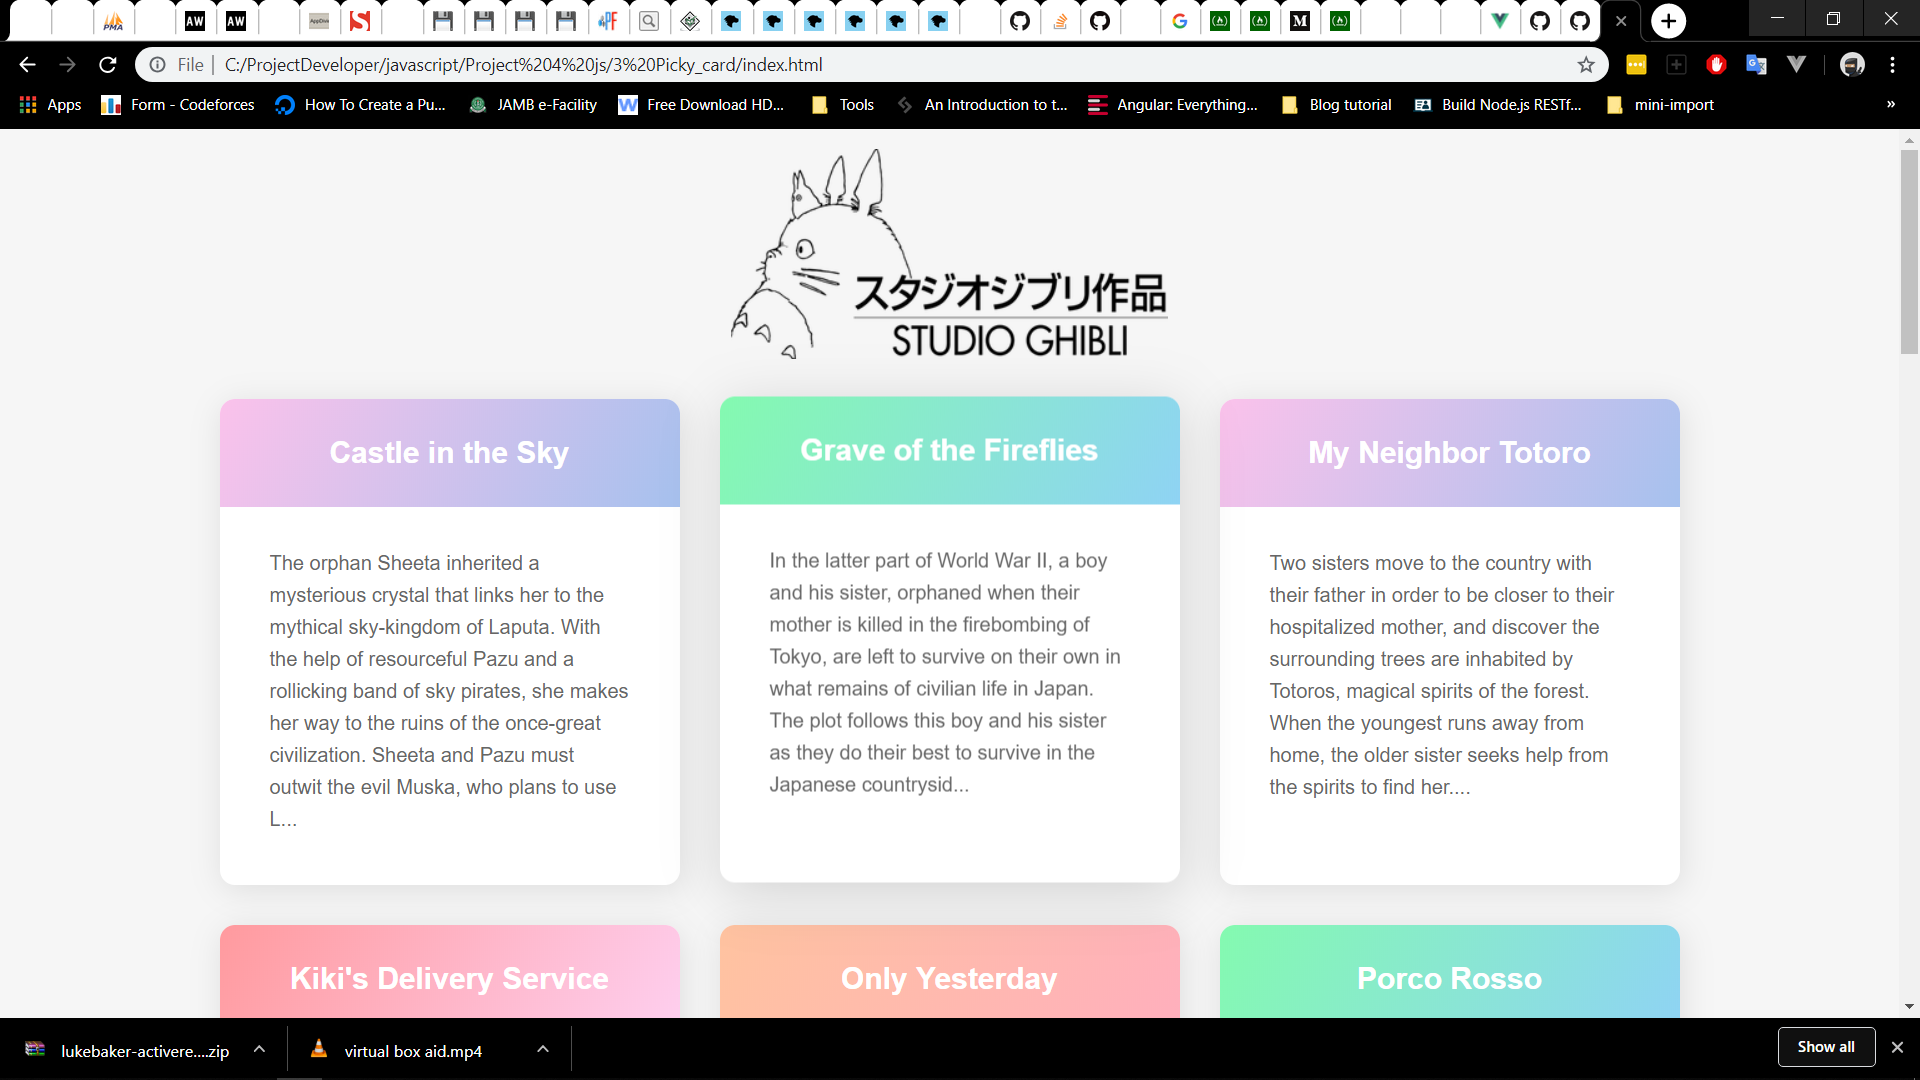 PMA
AW
AW
AppDiva
S
PF
G
M
File
C:/ProjectDeveloper/javascript/Project%204%20js/3%20Picky_card/index.html
Apps
Form - Codeforces
How To Create a Pu...
JAMB e-Facility
W
Free Download HD...
Tools
An Introduction to t...
Angular: Everything...
Blog tutorial
Build Node.js RESTf...
mini-import
»
スタジオジブリ作品
STUDIO GHIBLI
Castle in the Sky
The orphan Sheeta inherited a
mysterious crystal that links her to the
mythical sky-kingdom of Laputa. With
the help of resourceful Pazu and a
rollicking band of sky pirates, she makes
her way to the ruins of the once-great
civilization. Sheeta and Pazu must
outwit the evil Muska, who plans to use
L...
Grave of the Fireflies
In the latter part of World War II, a boy
and his sister, orphaned when their
mother is killed in the firebombing of
Tokyo, are left to survive on their own in
what remains of civilian life in Japan.
The plot follows this boy and his sister
as they do their best to survive in the
Japanese countrysid...
My Neighbor Totoro
Two sisters move to the country with
their father in order to be closer to their
hospitalized mother, and discover the
surrounding trees are inhabited by
Totoros, magical spirits of the forest.
When the youngest runs away from
home, the older sister seeks help from
the spirits to find her....
Kiki's Delivery Service
Only Yesterday
Porco Rosso
lukebaker-activere....zip
virtual box aid.mp4
Show all